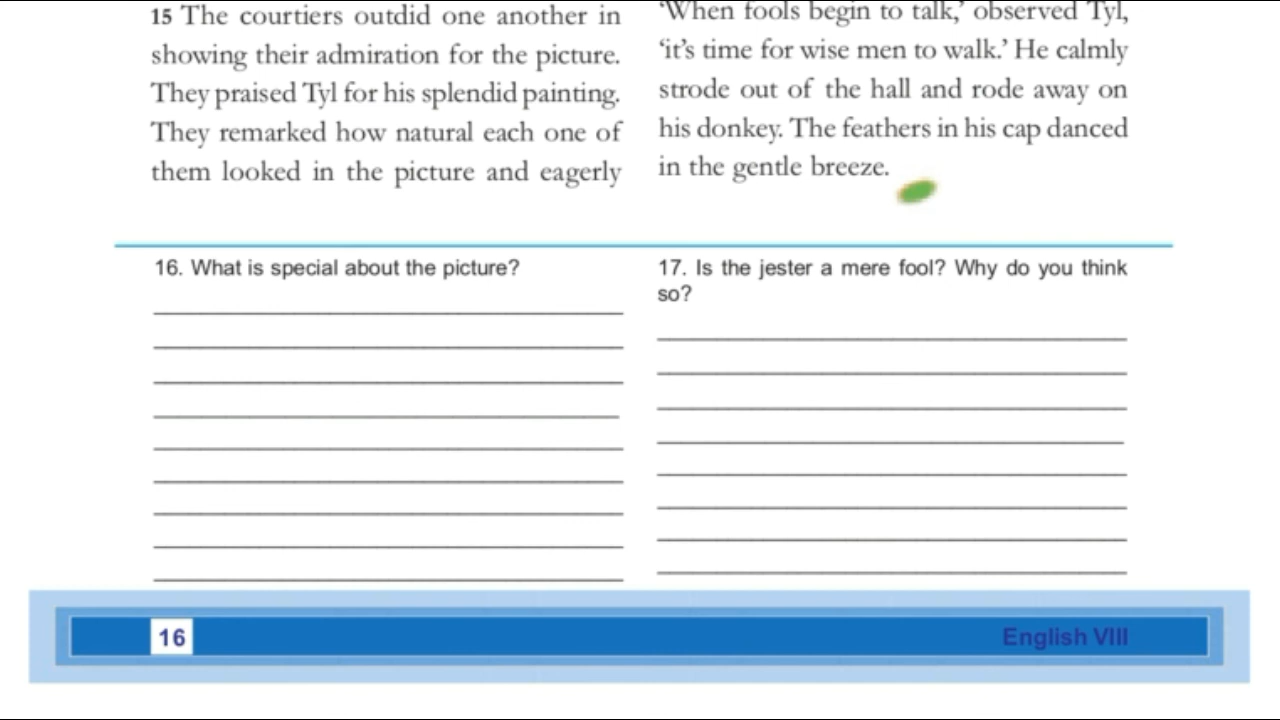 15 The courtiers outdid one another in
showing their admiration for the picture.
They praised Tyl for his splendid painting.
They remarked how natural each one of
them looked in the picture and eagerly
‘When fools begin to talk,’ observed Tyl,
‘it’s time for wise men to walk.’ He calmly
strode out of the hall and rode away on
his donkey. The feathers in his cap danced
in the gentle breeze.
16. What is special about the picture?
17. Is the jester a mere fool? Why do you think
so?
16
English VIII